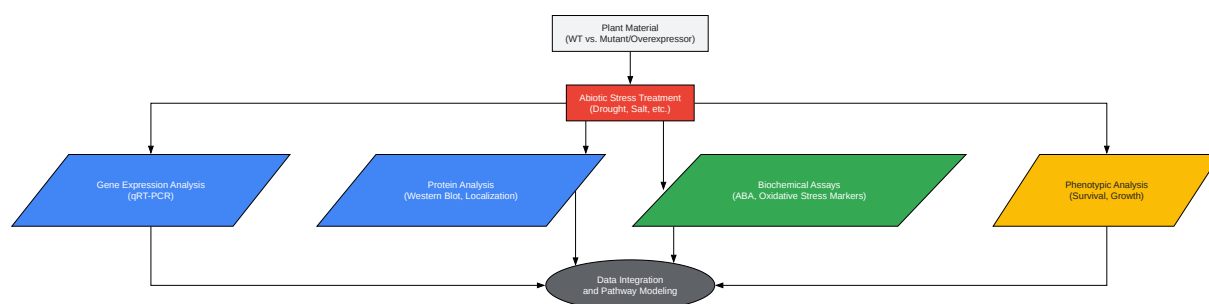 Plant Material
(WT vs. Mutant/Overexpressor)
Abiotic Stress Treatment
(Drought, Salt, etc.)
Gene Expression Analysis
(qRT-PCR)
Protein Analysis
(Western Blot, Localization)
Biochemical Assays
(ABA, Oxidative Stress Markers)
Phenotypic Analysis
(Survival, Growth)
Data Integration
and Pathway Modeling